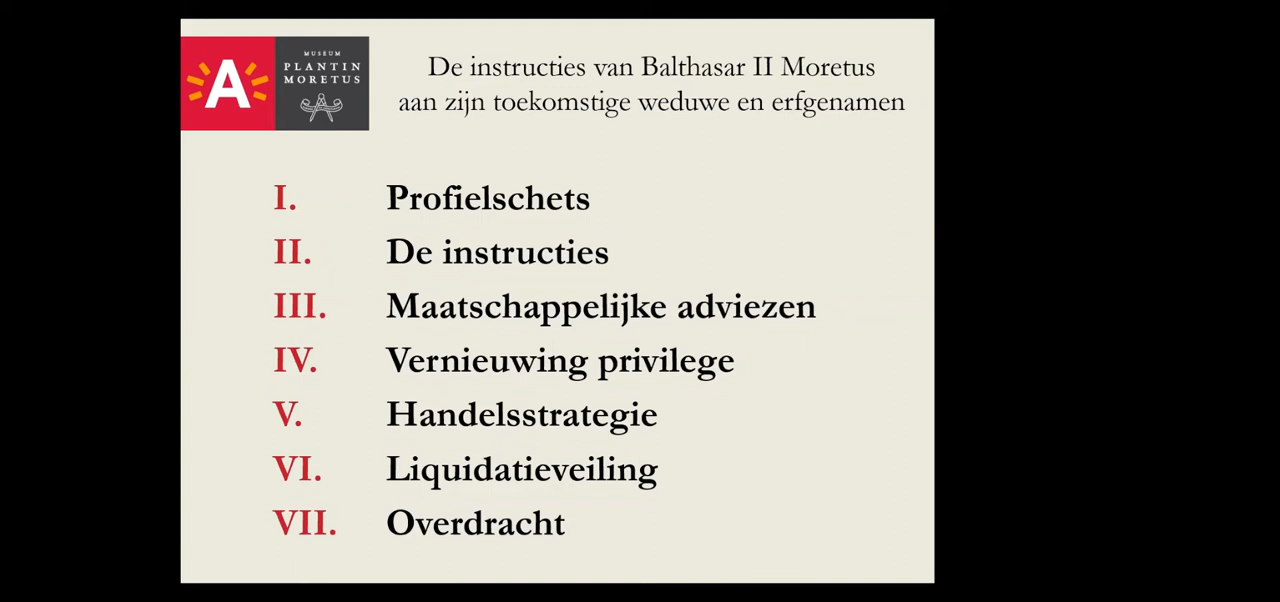 A
MUSEUM
PLANTIN
MORETUS
De instructies van Balthasar II Moretus
aan zijn toekomstige weduwe en erfgenamen
I. Profielschets
II. De instructies
III. Maatschappelijke adviezen
IV. Vernieuwing privilege
V. Handelsstrategie
VI. Liquidatieveiling
VII. Overdracht